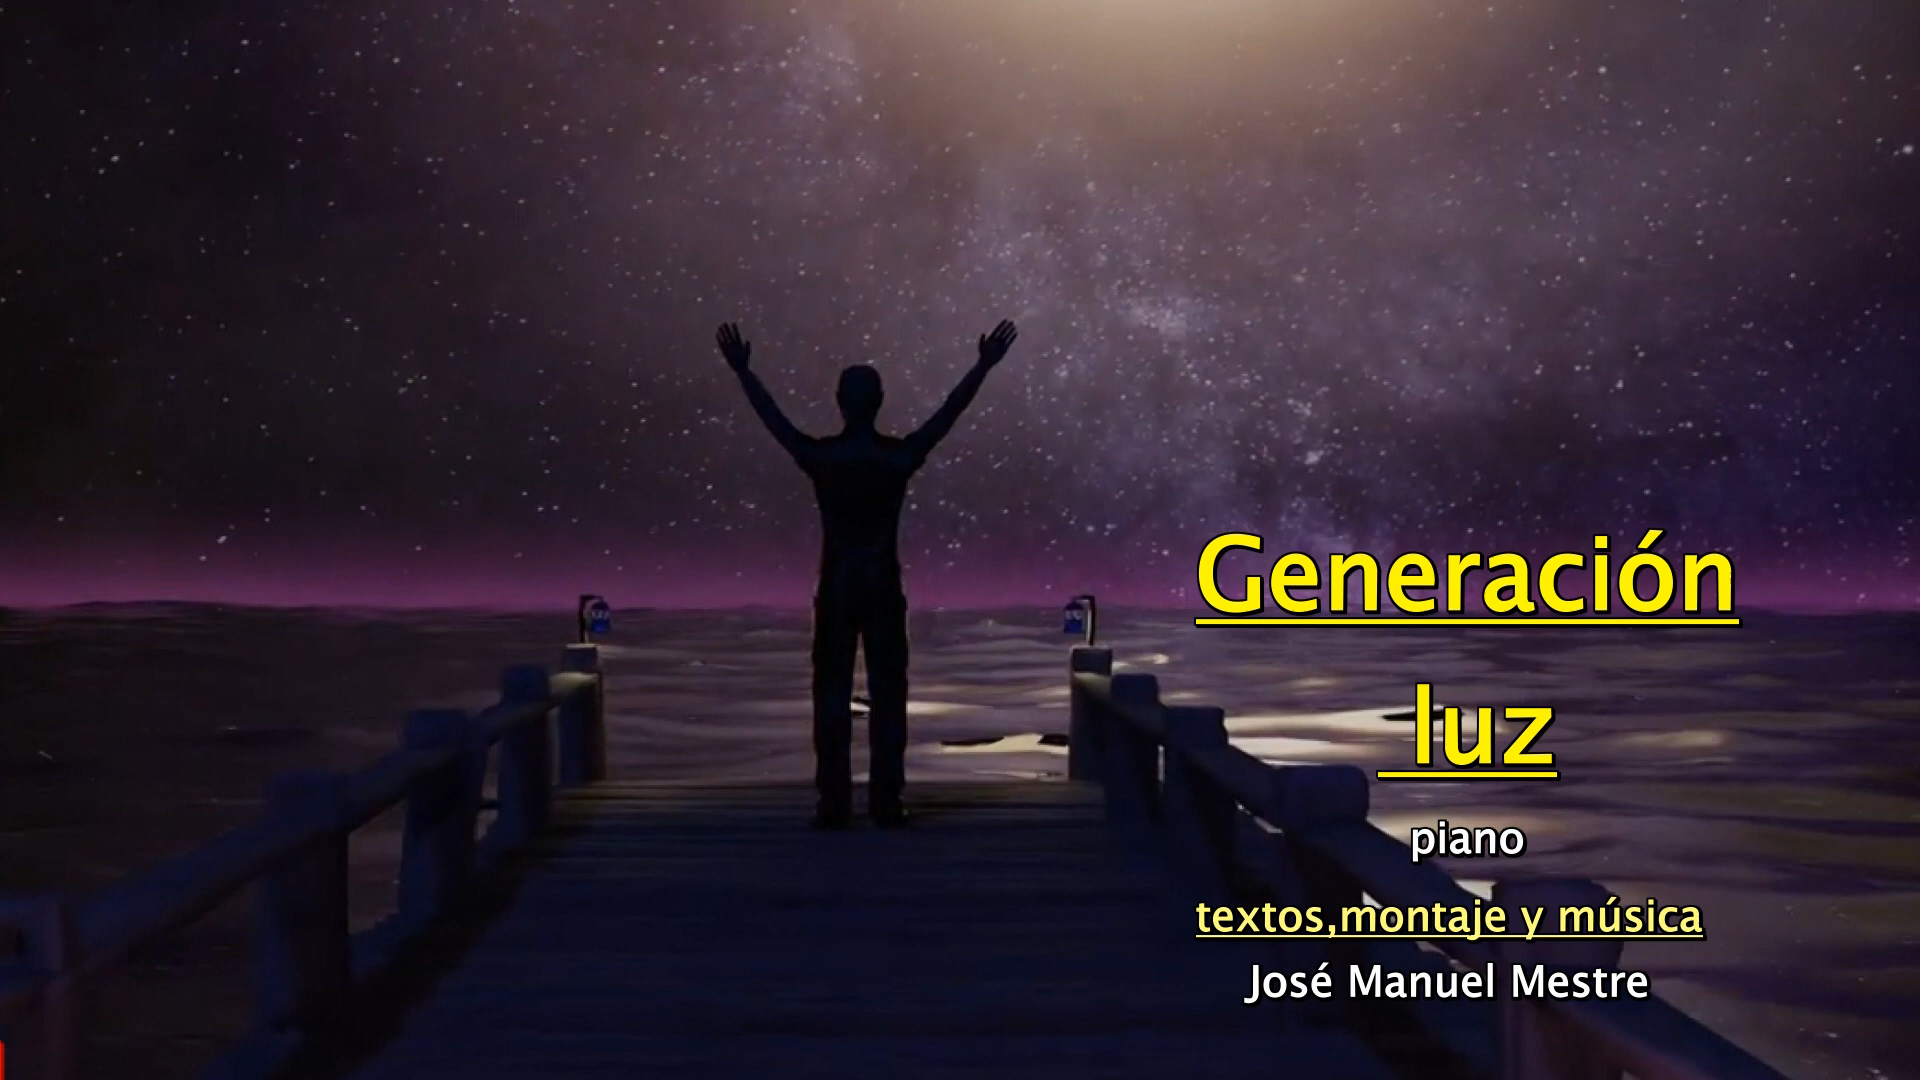 Generación
luz
piano
textos,montaje y música
José Manuel Mestre